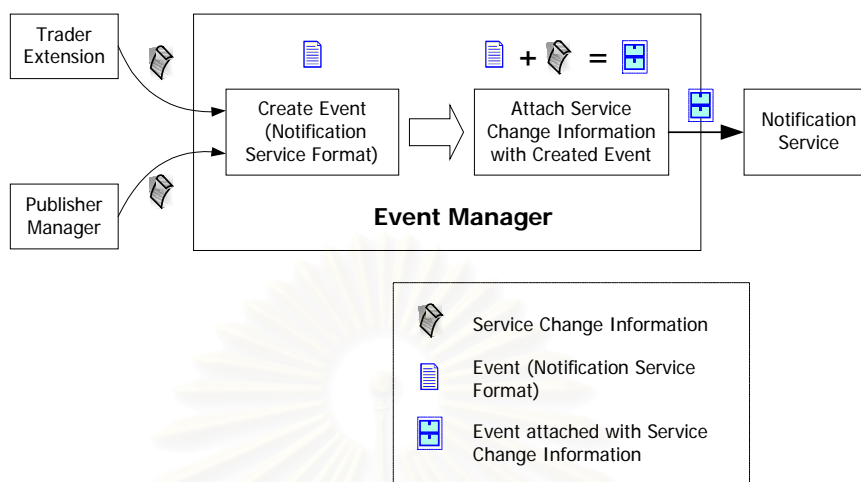 Trader
Extension
Publisher
Manager
+
=
Create Event
(Notification
Service Format)
Attach Service
Change Information
with Created Event
Event Manager
Notification
Service
Service Change Information
Event (Notification Service
Format)
Event attached with Service
Change Information